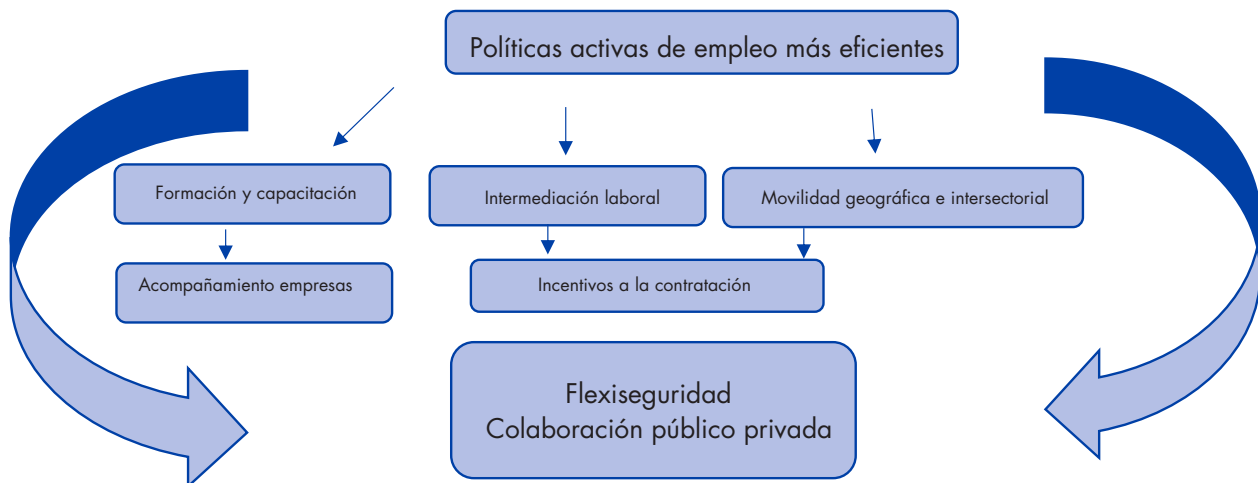 Políticas activas de empleo más eficientes
Formación y capacitación
Intermediación laboral
Movilidad geográfica e intersectorial
Acompañamiento empresas
Incentivos a la contratación
Flexiseguridad
Colaboración público privada